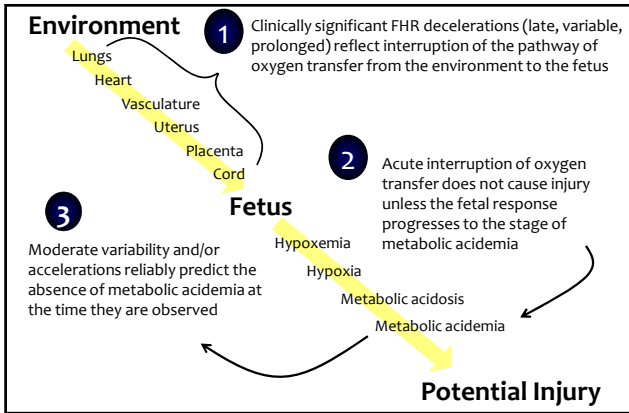 Environment
1
Clinically significant FHR decelerations (late, variable,
prolonged) reflect interruption of the pathway of
oxygen transfer from the environment to the fetus
Lungs
Heart
Vasculature
Uterus
Placenta
Cord
2
Acute interruption of oxygen
transfer does not cause injury
unless the fetal response
progresses to the stage of
metabolic acidemia
Fetus
3
Moderate variability and/or
accelerations reliably predict the
absence of metabolic acidemia at
the time they are observed
Hypoxemia
Hypoxia
Metabolic acidosis
Metabolic acidemia
Potential Injury